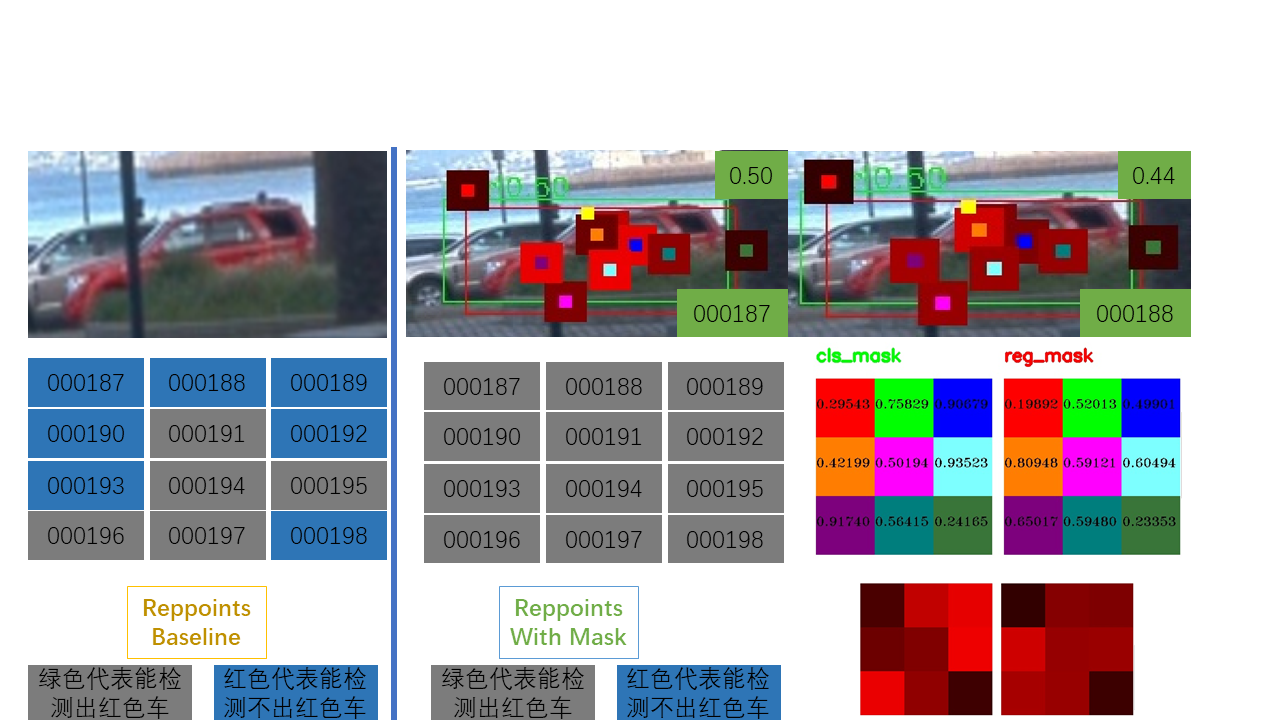 0.50
0.44
000187
000188
000187 000188 000189
000190 000191 000192
000193 000194 000195
000196 000197 000198
Reppoints
Baseline
绿色代表能检
测出红色车
红色代表能检
测不出红色车
000187 000188 000189
000190 000191 000192
000193 000194 000195
000196 000197 000198
Reppoints
With Mask
绿色代表能检
测出红色车
红色代表能检
测不出红色车
cls_mask
0.29543 0.75829 0.90679
0.42199 0.50194 0.93523
0.91740 0.56415 0.24165
reg_mask
0.19892 0.52013 0.49901
0.80948 0.59121 0.60494
0.65017 0.59480 0.23353